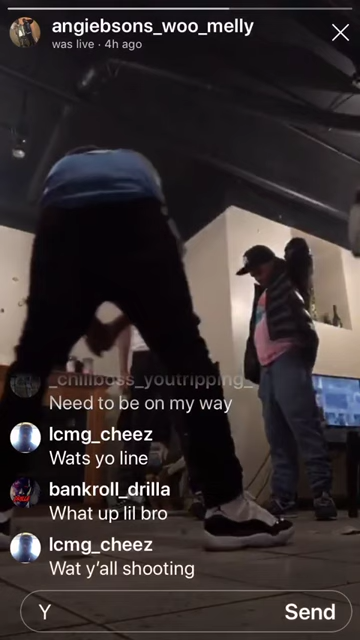 angiebsons_woo_melly
was live · 4h ago
_chillbass_youtripping_
Need to be on my way
lcmg_cheez
Wats yo line
bankroll_drilla
What up lil bro
lcmg_cheez
Wat y'all shooting
Y
Send